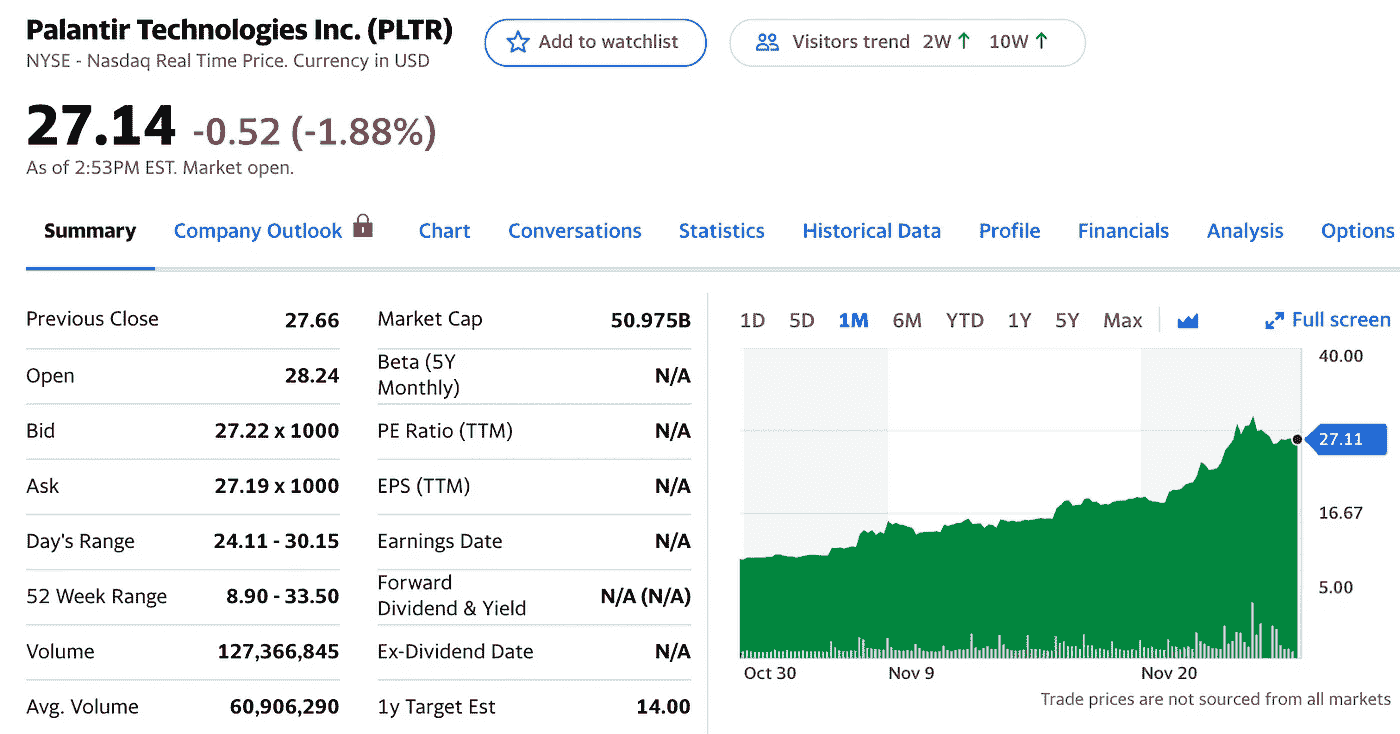 Palantir Technologies Inc. (PLTR)
NYSE - Nasdaq Real Time Price. Currency in USD
Add to watchlist
Visitors trend 2W ↑ 10W ↑
27.14 -0.52 (-1.88%)
As of 2:53PM EST. Market open.
Summary Company Outlook Chart Conversations Statistics Historical Data Profile Financials Analysis Options
Previous Close 27.66
Open 28.24
Bid 27.22 x 1000
Ask 27.19 x 1000
Day's Range 24.11 - 30.15
52 Week Range 8.90 - 33.50
Volume 127,366,845
Avg. Volume 60,906,290
Market Cap 50.975B
Beta (5Y
Monthly) N/A
PE Ratio (TTM) N/A
EPS (TTM) N/A
Earnings Date N/A
Forward
Dividend & Yield N/A (N/A)
Ex-Dividend Date N/A
1y Target Est 14.00
1D 5D 1M 6M YTD 1Y 5Y Max Full screen
40.00
27.11
16.67
5.00
Oct 30 Nov 9 Nov 20
Trade prices are not sourced from all markets